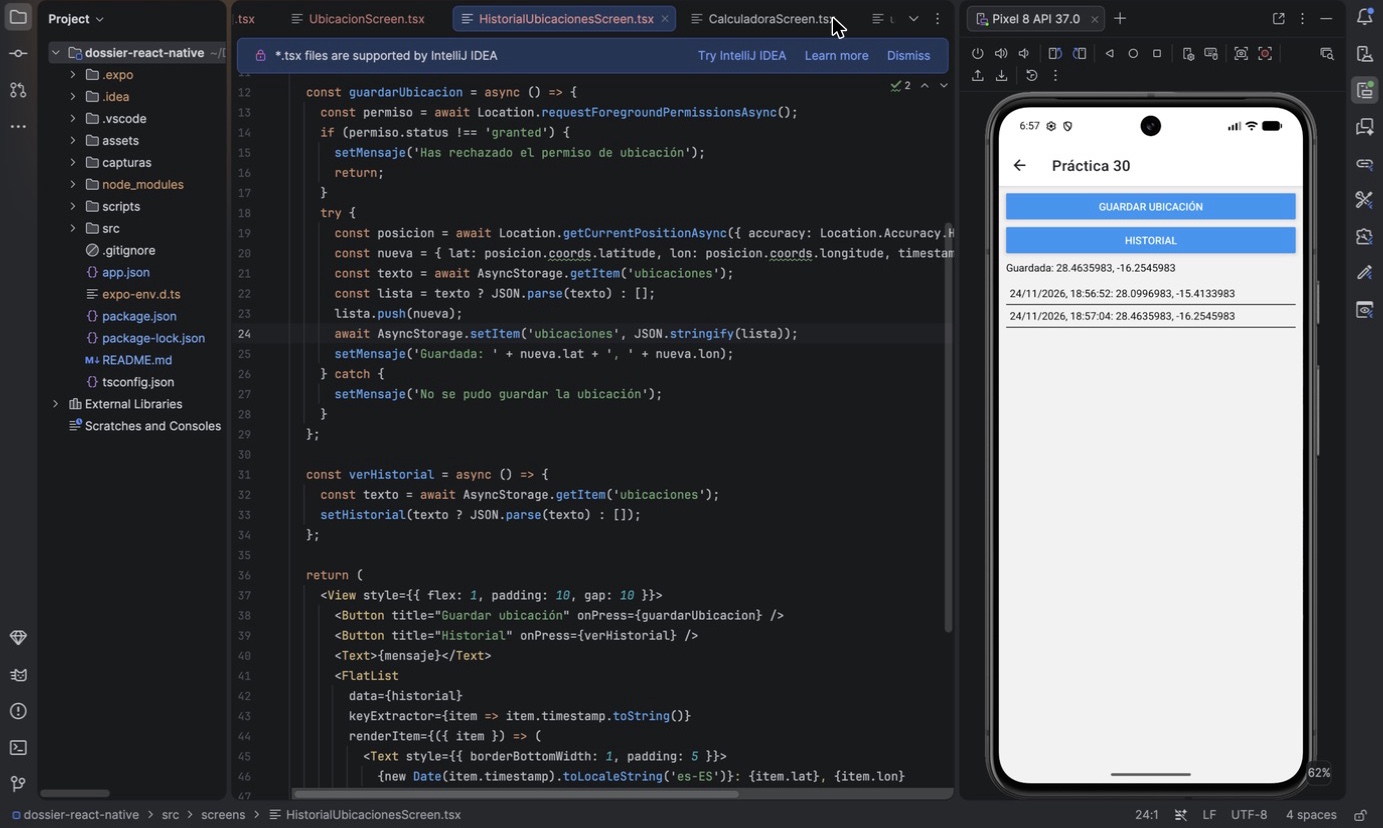 Project
dossier-react-native ~/D
.expo
.idea
.vscode
assets
capturas
node_modules
scripts
src
.gitignore
app.json
expo-env.d.ts
package.json
package-lock.json
README.md
tsconfig.json
External Libraries
Scratches and Consoles
.tsx UbicacionScreen.tsx HistorialUbicacionesScreen.tsx CalculadoraScreen.tsx
*.tsx files are supported by IntelliJ IDEA Try IntelliJ IDEA Learn more Dismiss
2
12 const guardarUbicacion = async () => {
13 const permiso = await Location.requestForegroundPermissionsAsync();
14 if (permiso.status !== 'granted') {
15 setMensaje('Has rechazado el permiso de ubicación');
16 return;
17 }
18 try {
19 const posicion = await Location.getCurrentPositionAsync({ accuracy: Location.Accuracy.H
20 const nueva = { lat: posicion.coords.latitude, lon: posicion.coords.longitude, timestam
21 const texto = await AsyncStorage.getItem('ubicaciones');
22 const lista = texto ? JSON.parse(texto) : [];
23 lista.push(nueva);
24 await AsyncStorage.setItem('ubicaciones', JSON.stringify(lista));
25 setMensaje('Guardada: ' + nueva.lat + ', ' + nueva.lon);
26 } catch {
27 setMensaje('No se pudo guardar la ubicación');
28 }
29 };
30
31 const verHistorial = async () => {
32 const texto = await AsyncStorage.getItem('ubicaciones');
33 setHistorial(texto ? JSON.parse(texto) : []);
34 };
35
36 return (
37 <View style={{ flex: 1, padding: 10, gap: 10 }}>
38 <Button title="Guardar ubicación" onPress={guardarUbicacion} />
39 <Button title="Historial" onPress={verHistorial} />
40 <Text>{mensaje}</Text>
41 <FlatList
42 data={historial}
43 keyExtractor={item => item.timestamp.toString()}
44 renderItem={({ item }) => (
45 <Text style={{ borderBottomWidth: 1, padding: 5 }}>
46 {new Date(item.timestamp).toLocaleString('es-ES')}: {item.lat}, {item.lon}
47
Pixel 8 API 37.0
6:57
Práctica 30
GUARDAR UBICACIÓN
HISTORIAL
Guardada: 28.4635983, -16.2545983
24/11/2026, 18:56:52: 28.0996983, -15.4133983
24/11/2026, 18:57:04: 28.4635983, -16.2545983
62%
dossier-react-native > src > screens > HistorialUbicacionesScreen.tsx
24:1 LF UTF-8 4 spaces